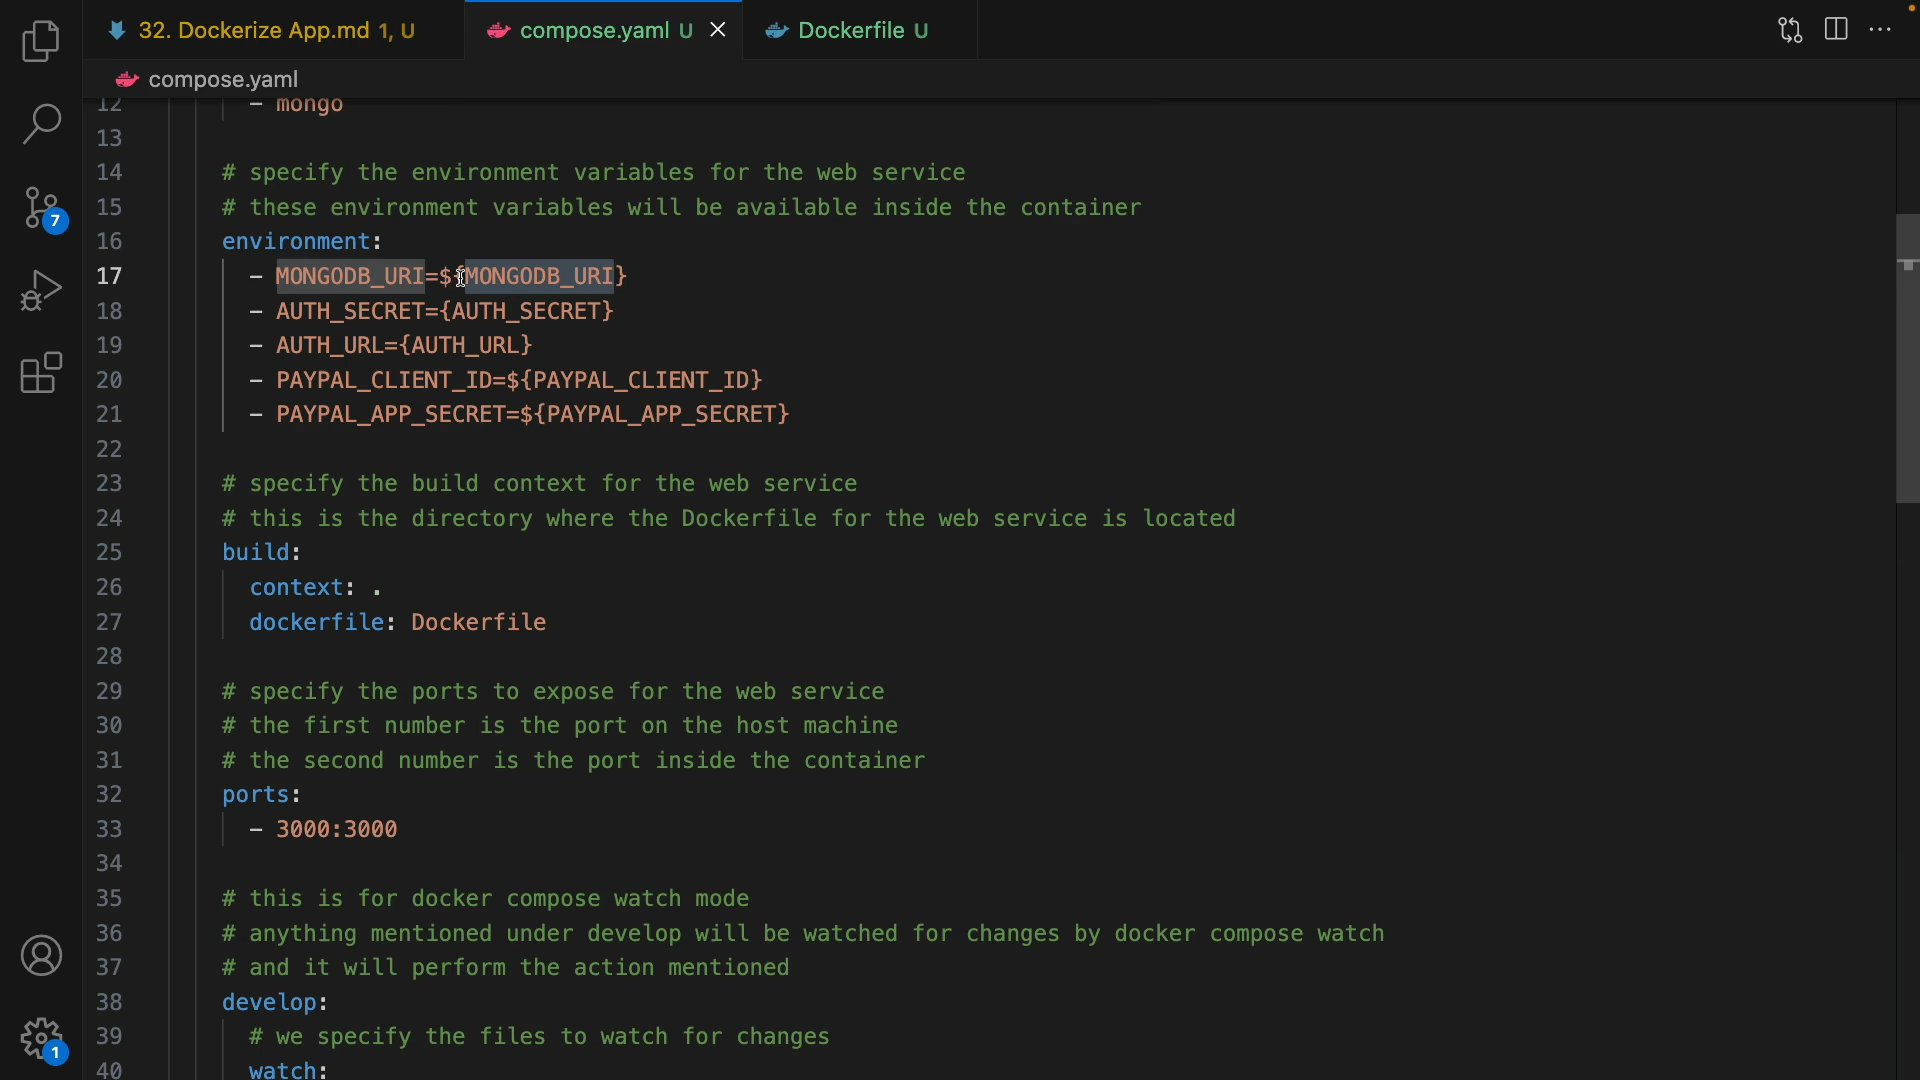 32. Dockerize App.md 1, U
compose.yaml U
Dockerfile U
compose.yaml
12 - mongo
13
14 # specify the environment variables for the web service
15 # these environment variables will be available inside the container
16 environment:
17 - MONGODB_URI=${MONGODB_URI}
18 - AUTH_SECRET={AUTH_SECRET}
19 - AUTH_URL={AUTH_URL}
20 - PAYPAL_CLIENT_ID=${PAYPAL_CLIENT_ID}
21 - PAYPAL_APP_SECRET=${PAYPAL_APP_SECRET}
22
23 # specify the build context for the web service
24 # this is the directory where the Dockerfile for the web service is located
25 build:
26 context: .
27 dockerfile: Dockerfile
28
29 # specify the ports to expose for the web service
30 # the first number is the port on the host machine
31 # the second number is the port inside the container
32 ports:
33 - 3000:3000
34
35 # this is for docker compose watch mode
36 # anything mentioned under develop will be watched for changes by docker compose watch
37 # and it will perform the action mentioned
38 develop:
39 # we specify the files to watch for changes
40 watch:
7
1